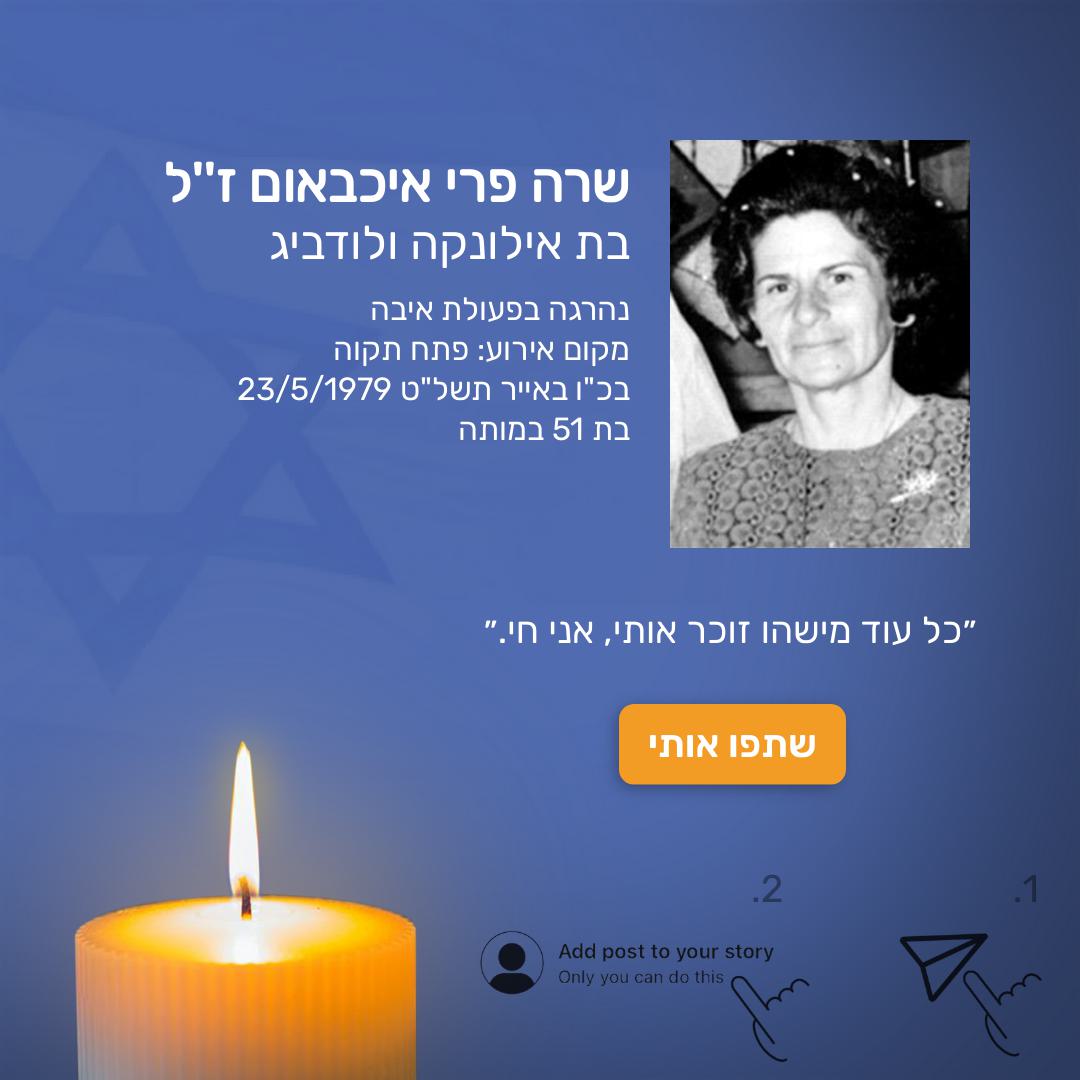 שרה פרי איכבאום ז"ל
בת אילונקה ולודביג
נהרגה בפעולת איבה
מקום אירוע: פתח תקוה
בכ"ו באייר תשל"ט 23/5/1979
בת 51 במותה
״כל עוד מישהו זוכר אותי, אני חי.״
שתפו אותי
1.
2.
Add post to your story
Only you can do this